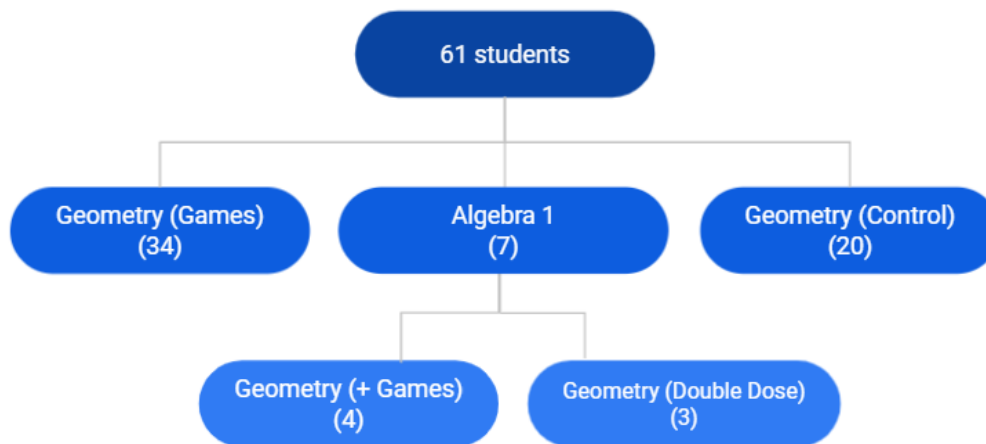 61 students
Geometry (Games)
(34)
Algebra 1
(7)
Geometry (Control)
(20)
Geometry (+ Games)
(4)
Geometry (Double Dose)
(3)